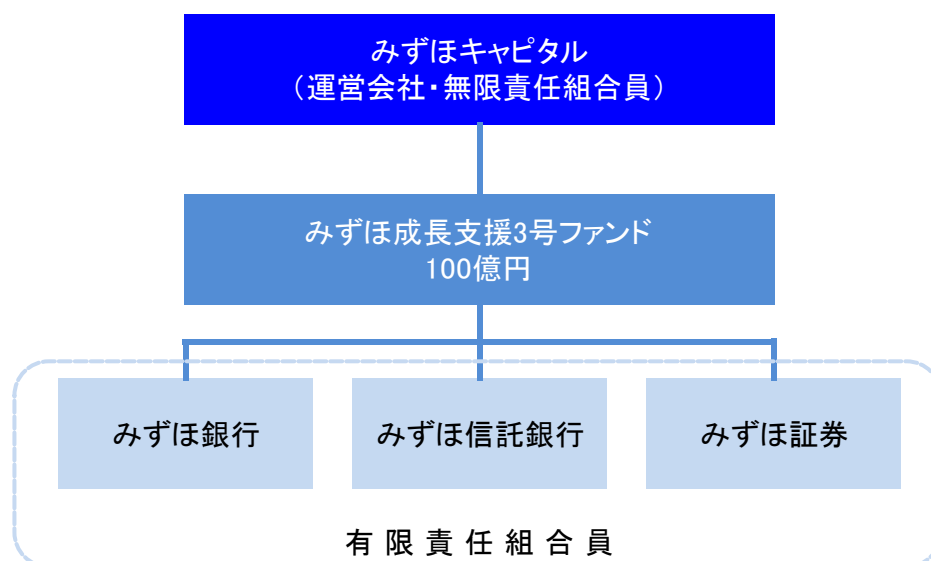 みずほキャピタル
（運営会社・無限責任組合員）
みずほ成長支援3号ファンド
100億円
みずほ銀行
みずほ信託銀行
みずほ証券
有限責任組合員